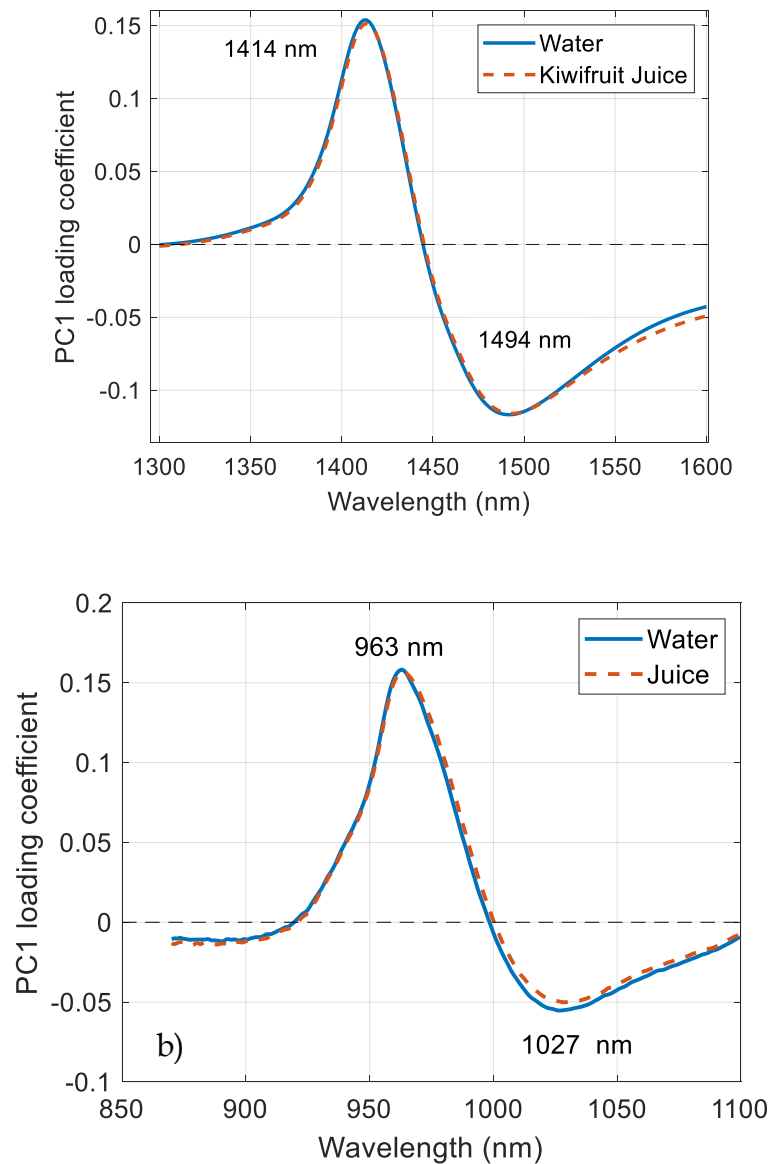 0.15
1414 nm
Water
Kiwifruit Juice
0.1
0.05
0
-0.05
1494 nm
-0.1
PC1 loading coefficient
1300
1350
1400
1450
1500
1550
1600
Wavelength (nm)
0.2
963 nm
Water
Juice
0.15
0.1
0.05
0
-0.05
b)
1027 nm
-0.1
PC1 loading coefficient
850
900
950
1000
1050
1100
Wavelength (nm)